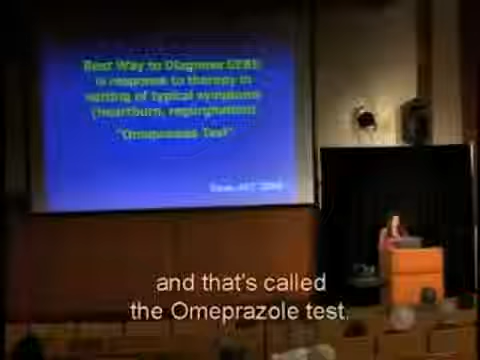 Best Way to Diagnose GERD
is response to therapy in
setting of typical symptoms
(heartburn, regurgitation)
"Omeprazole Test"
and that's called
the Omeprazole test.